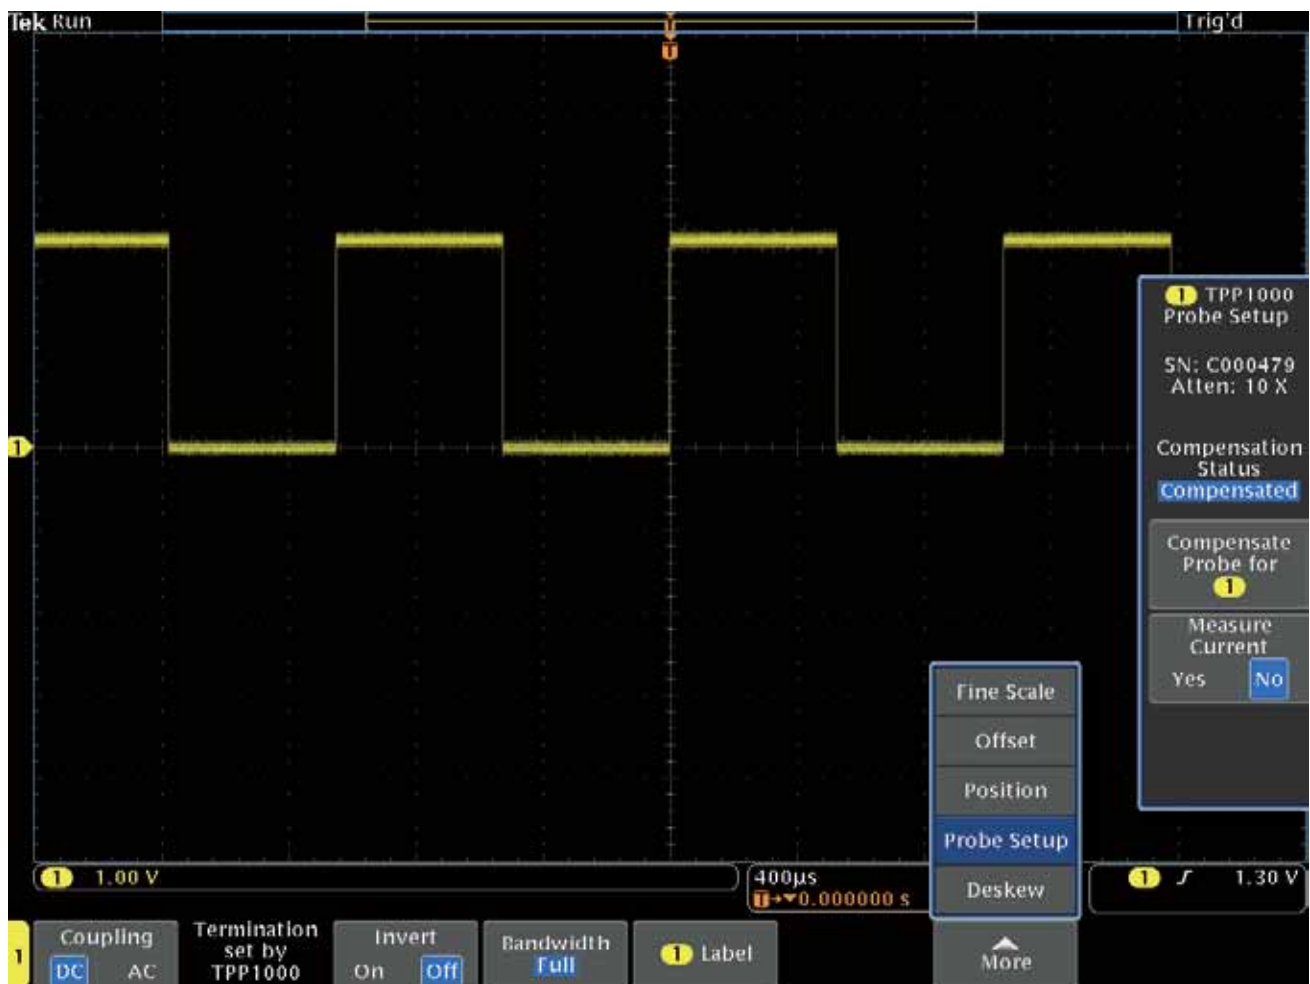 Tek Run
Trig'd
T
T
1 TPP1000
Probe Setup
SN: C000479
Atten: 10 X
1
Compensation
Status
Compensated
Compensate
Probe for
1
Measure
Current
Yes No
Fine Scale
Offset
Position
Probe Setup
Deskew
1 1.00 V
400µs
T→▼0.000000 s
1 ƒ 1.30 V
1
Coupling
DC AC
Termination
set by
TPP1000
Invert
On Off
Bandwidth
Full
1 Label
More